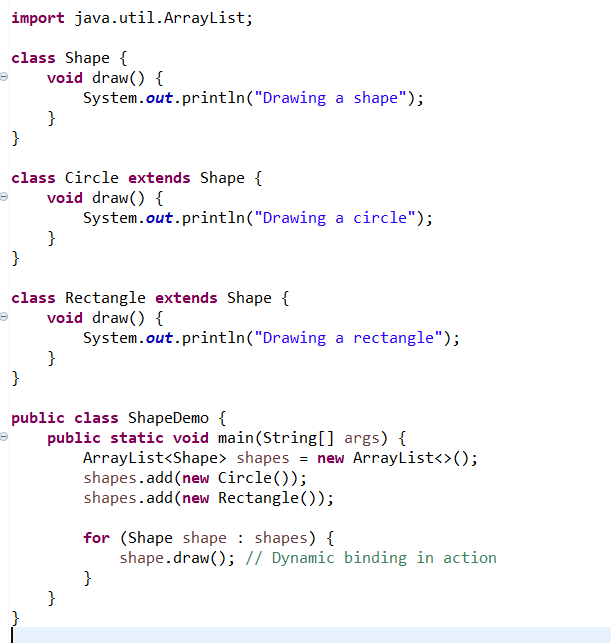 import java.util.ArrayList;
class Shape {
void draw() {
System.out.println("Drawing a shape");
}
}
class Circle extends Shape {
void draw() {
System.out.println("Drawing a circle");
}
}
class Rectangle extends Shape {
void draw() {
System.out.println("Drawing a rectangle");
}
}
public class ShapeDemo {
public static void main(String[] args) {
ArrayList<Shape> shapes = new ArrayList<>();
shapes.add(new Circle());
shapes.add(new Rectangle());
for (Shape shape : shapes) {
shape.draw(); // Dynamic binding in action
}
}
}